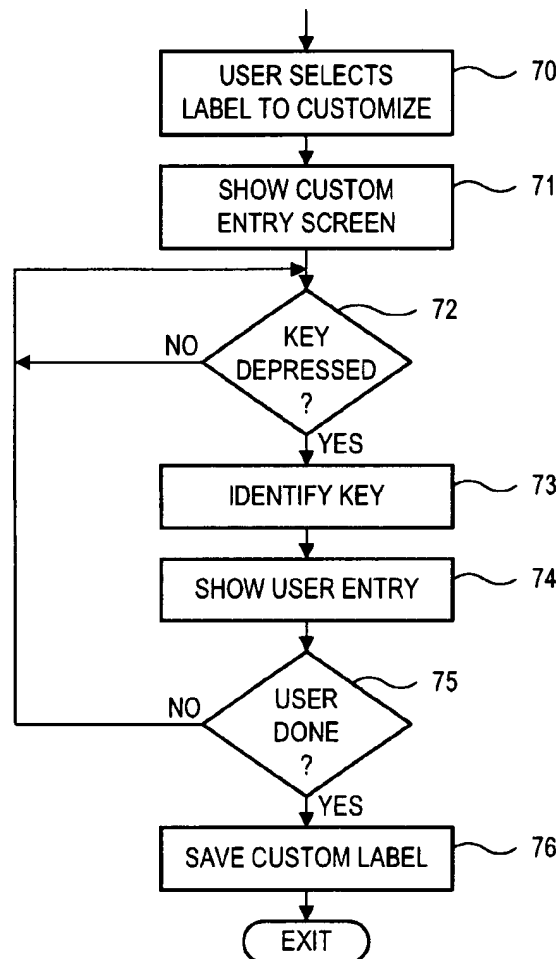 USER SELECTS
LABEL TO CUSTOMIZE
70
SHOW CUSTOM
ENTRY SCREEN
71
72
KEY
DEPRESSED
?
NO
YES
IDENTIFY KEY
73
SHOW USER ENTRY
74
75
USER
DONE
?
NO
YES
SAVE CUSTOM LABEL
76
EXIT